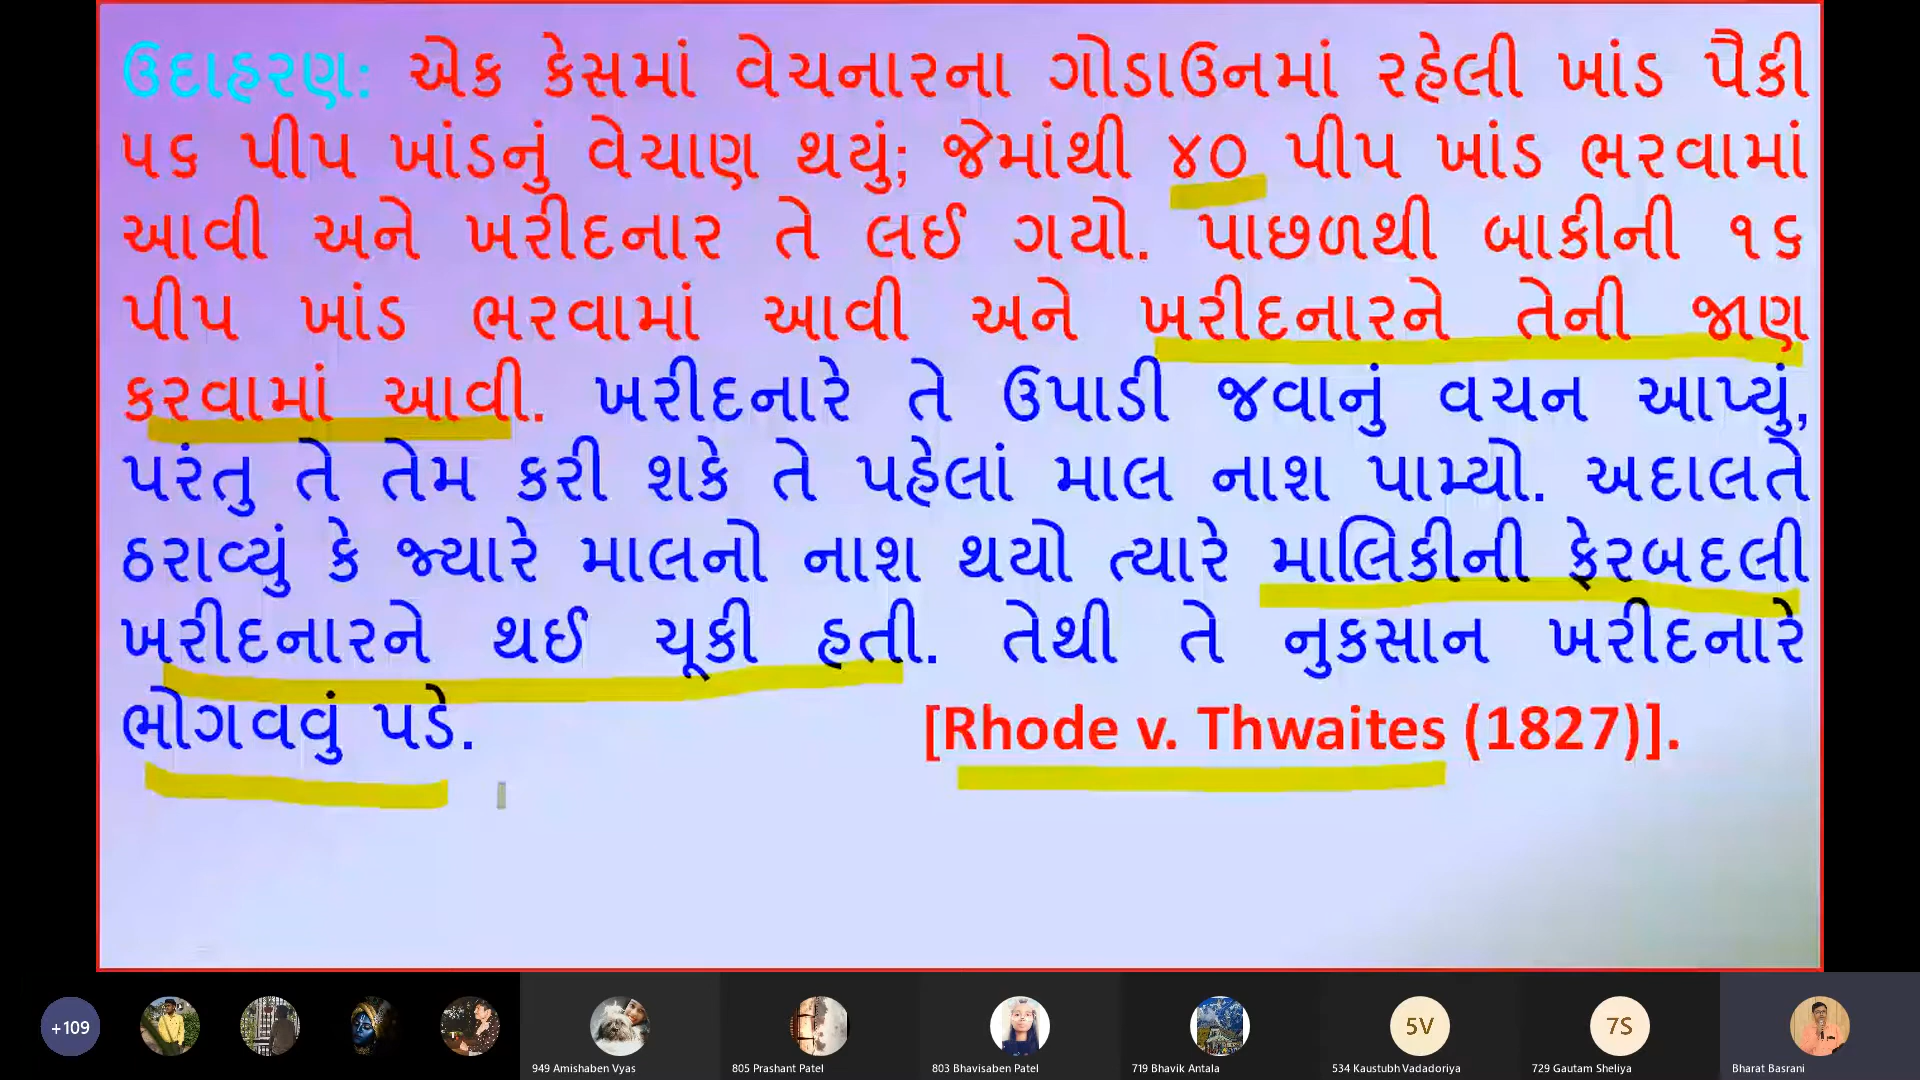 ઉદાહરણ: એક કેસમાં વેચનારના ગોડાઉનમાં રહેલી ખાંડ પૈકી
૫૬ પીપ ખાંડનું વેચાણ થયું; જેમાંથી ૪૦ પીપ ખાંડ ભરવામાં
આવી અને ખરીદનાર તે લઈ ગયો. પાછળથી બાકીની ૧૬
પીપ ખાંડ ભરવામાં આવી અને ખરીદનારને તેની જાણ
કરવામાં આવી. ખરીદનારે તે ઉપાડી જવાનું વચન આપ્યું,
પરંતુ તે તેમ કરી શકે તે પહેલાં માલ નાશ પામ્યો. અદાલતે
ઠરાવ્યું કે જ્યારે માલનો નાશ થયો ત્યારે માલિકીની ફેરબદલી
ખરીદનારને થઈ ચૂકી હતી. તેથી તે નુકસાન ખરીદનારે
ભોગવવું પડે. [Rhode v. Thwaites (1827)].
+109
5V
7S
949 Amishaben Vyas
805 Prashant Patel
803 Bhavisaben Patel
719 Bhavik Antala
534 Kaustubh Vadadoriya
729 Gautam Sheliya
Bharat Basrani